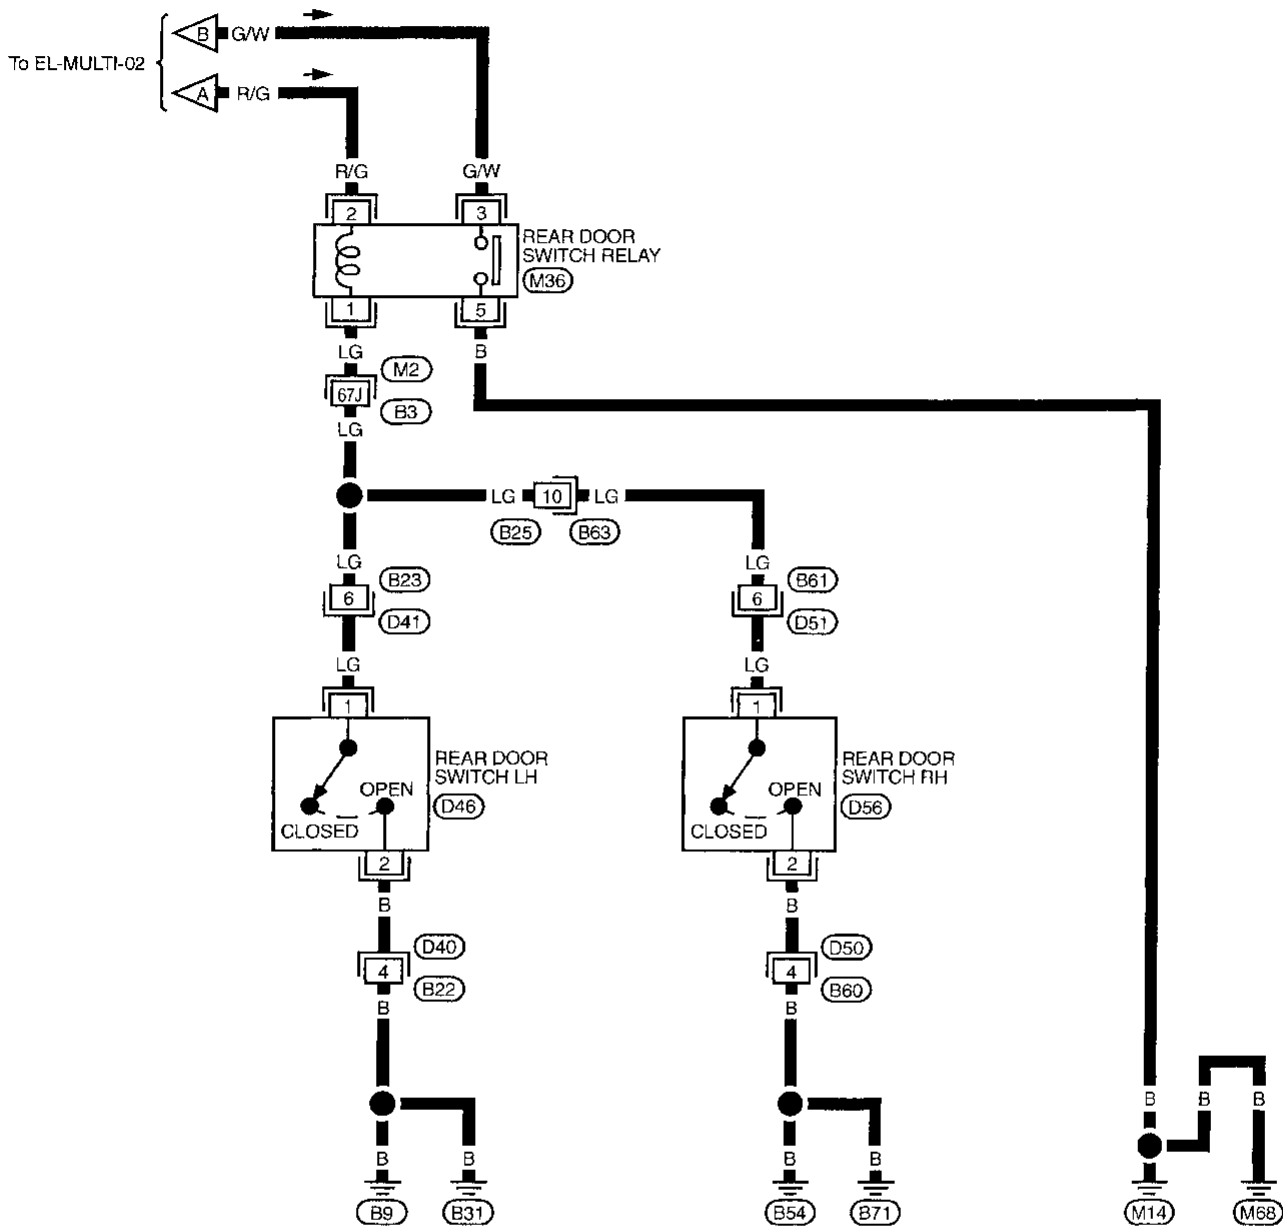 B G/W
To EL-MULTI-02
A R/G
R/G G/W
2 3
REAR DOOR
SWITCH RELAY
M36
1 5
LG B
M2
67J
B3
LG
LG 10 LG
B25 B63
LG B23 LG B61
6 6
D41 D51
LG LG
1 1
REAR DOOR
SWITCH LH
OPEN
D46
CLOSED
REAR DOOR
SWITCH RH
OPEN
D56
CLOSED
2 2
B B
D40 D50
4 4
B22 B60
B B
B B B
B B B B
B9 B31 B54 B71 M14 M68